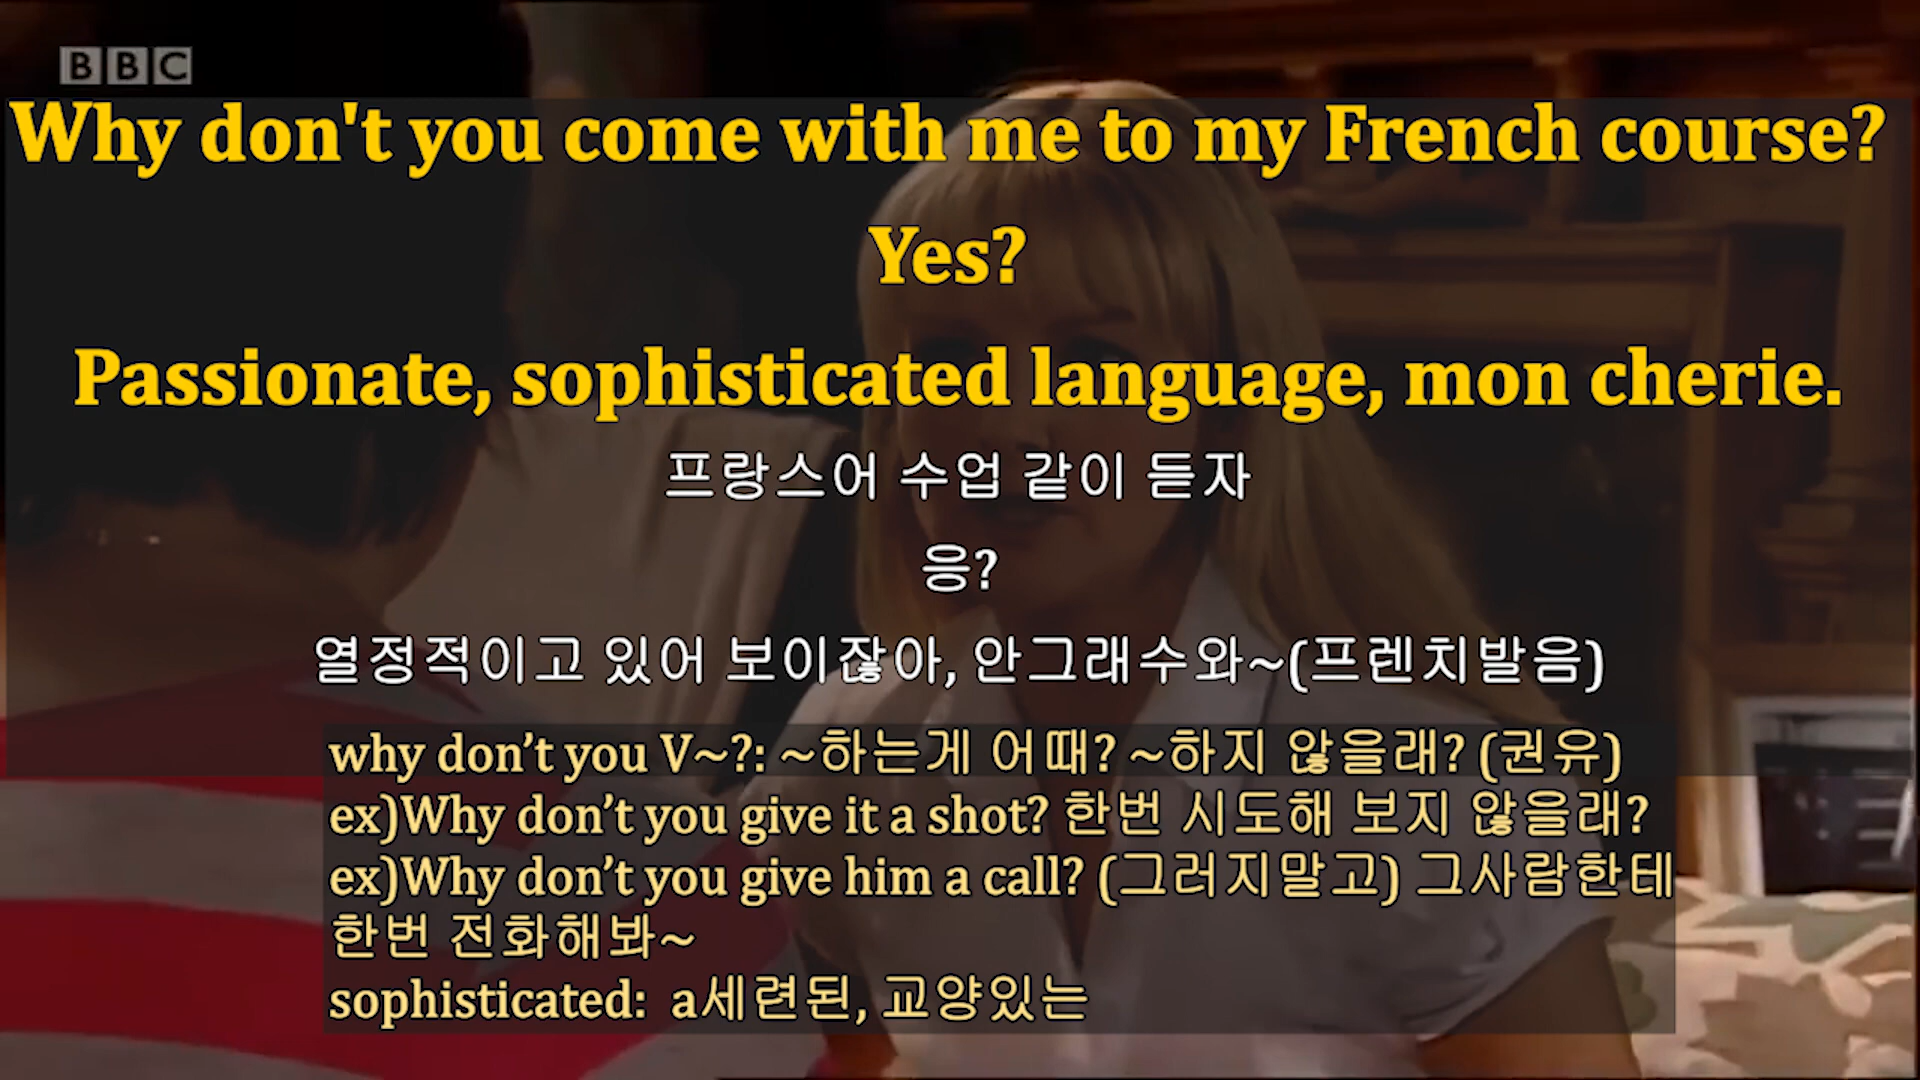 BBC
Why don't you come with me to my French course?
Yes?
Passionate, sophisticated language, mon cherie.
프랑스어 수업 같이 듣자
응?
열정적이고 있어 보이잖아, 안그래수와~(프렌치발음)
why don’t you V~?: ~하는게 어때? ~하지 않을래? (권유)
ex)Why don’t you give it a shot? 한번 시도해 보지 않을래?
ex)Why don’t you give him a call? (그러지말고) 그사람한테
한번 전화해봐~
sophisticated:  a세련된, 교양있는